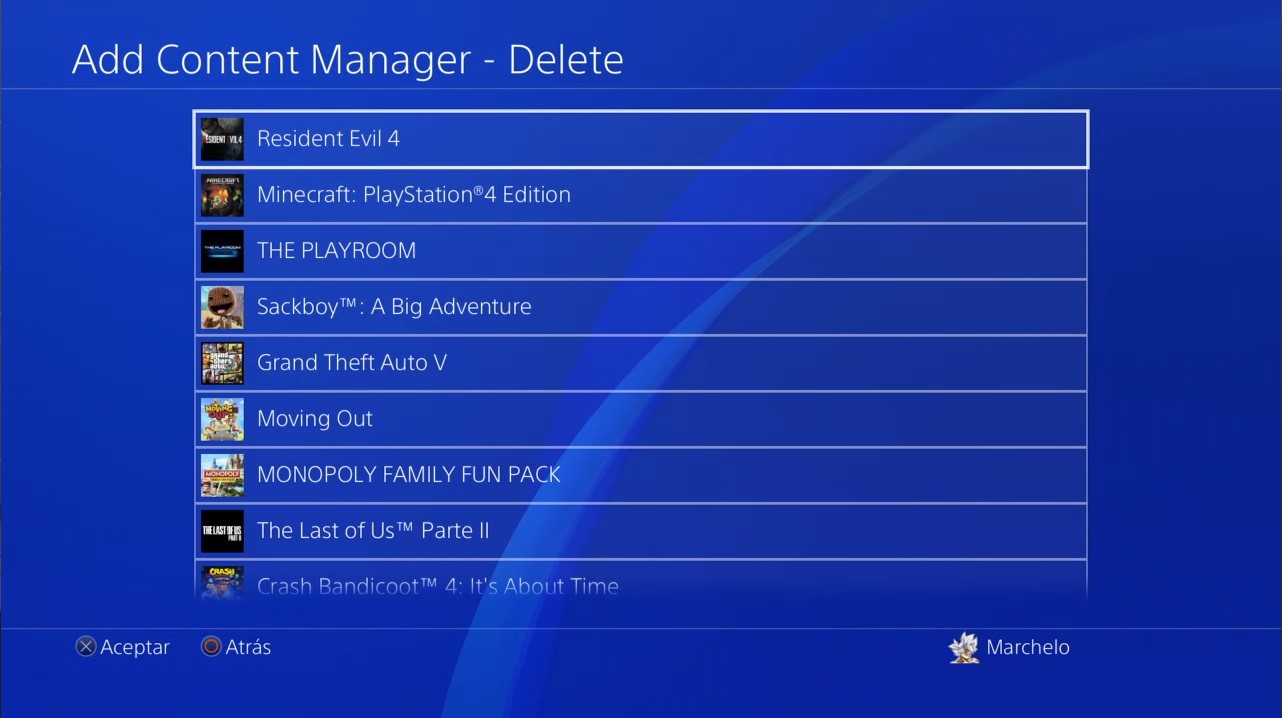 Add Content Manager - Delete
Resident Evil 4
Minecraft: PlayStation®4 Edition
THE PLAYROOM
Sackboy™: A Big Adventure
Grand Theft Auto V
Moving Out
MONOPOLY FAMILY FUN PACK
The Last of Us™ Parte II
Crash Bandicoot™ 4: It's About Time
Aceptar
Atrás
Marchelo